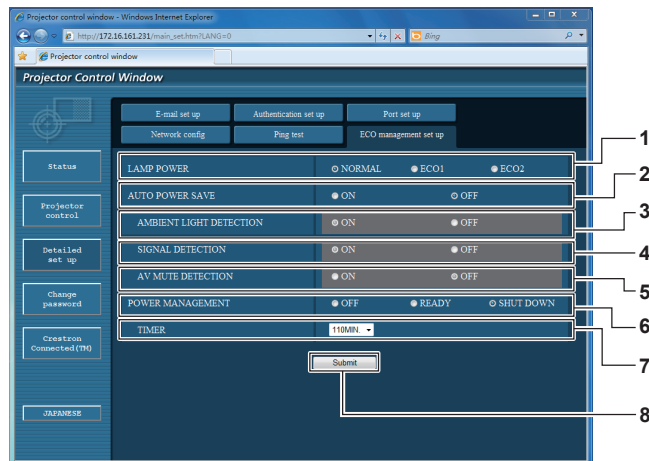 Projector control window - Windows Internet Explorer
http://172.16.161.231/main_set.htm?LANG=0
Bing
Projector control window
Projector Control Window
E-mail set up Authentication set up Port set up
Network config Ping test ECO management set up
Status
Projector control
Detailed set up
Change password
Crestron Connected(TM)
JAPANESE
LAMP POWER NORMAL ECO1 ECO2 1
AUTO POWER SAVE ON OFF 2
AMBIENT LIGHT DETECTION ON OFF 3
SIGNAL DETECTION ON OFF 4
AV MUTE DETECTION ON OFF 5
POWER MANAGEMENT OFF READY SHUT DOWN 6
TIMER 110MIN. 7
Submit 8